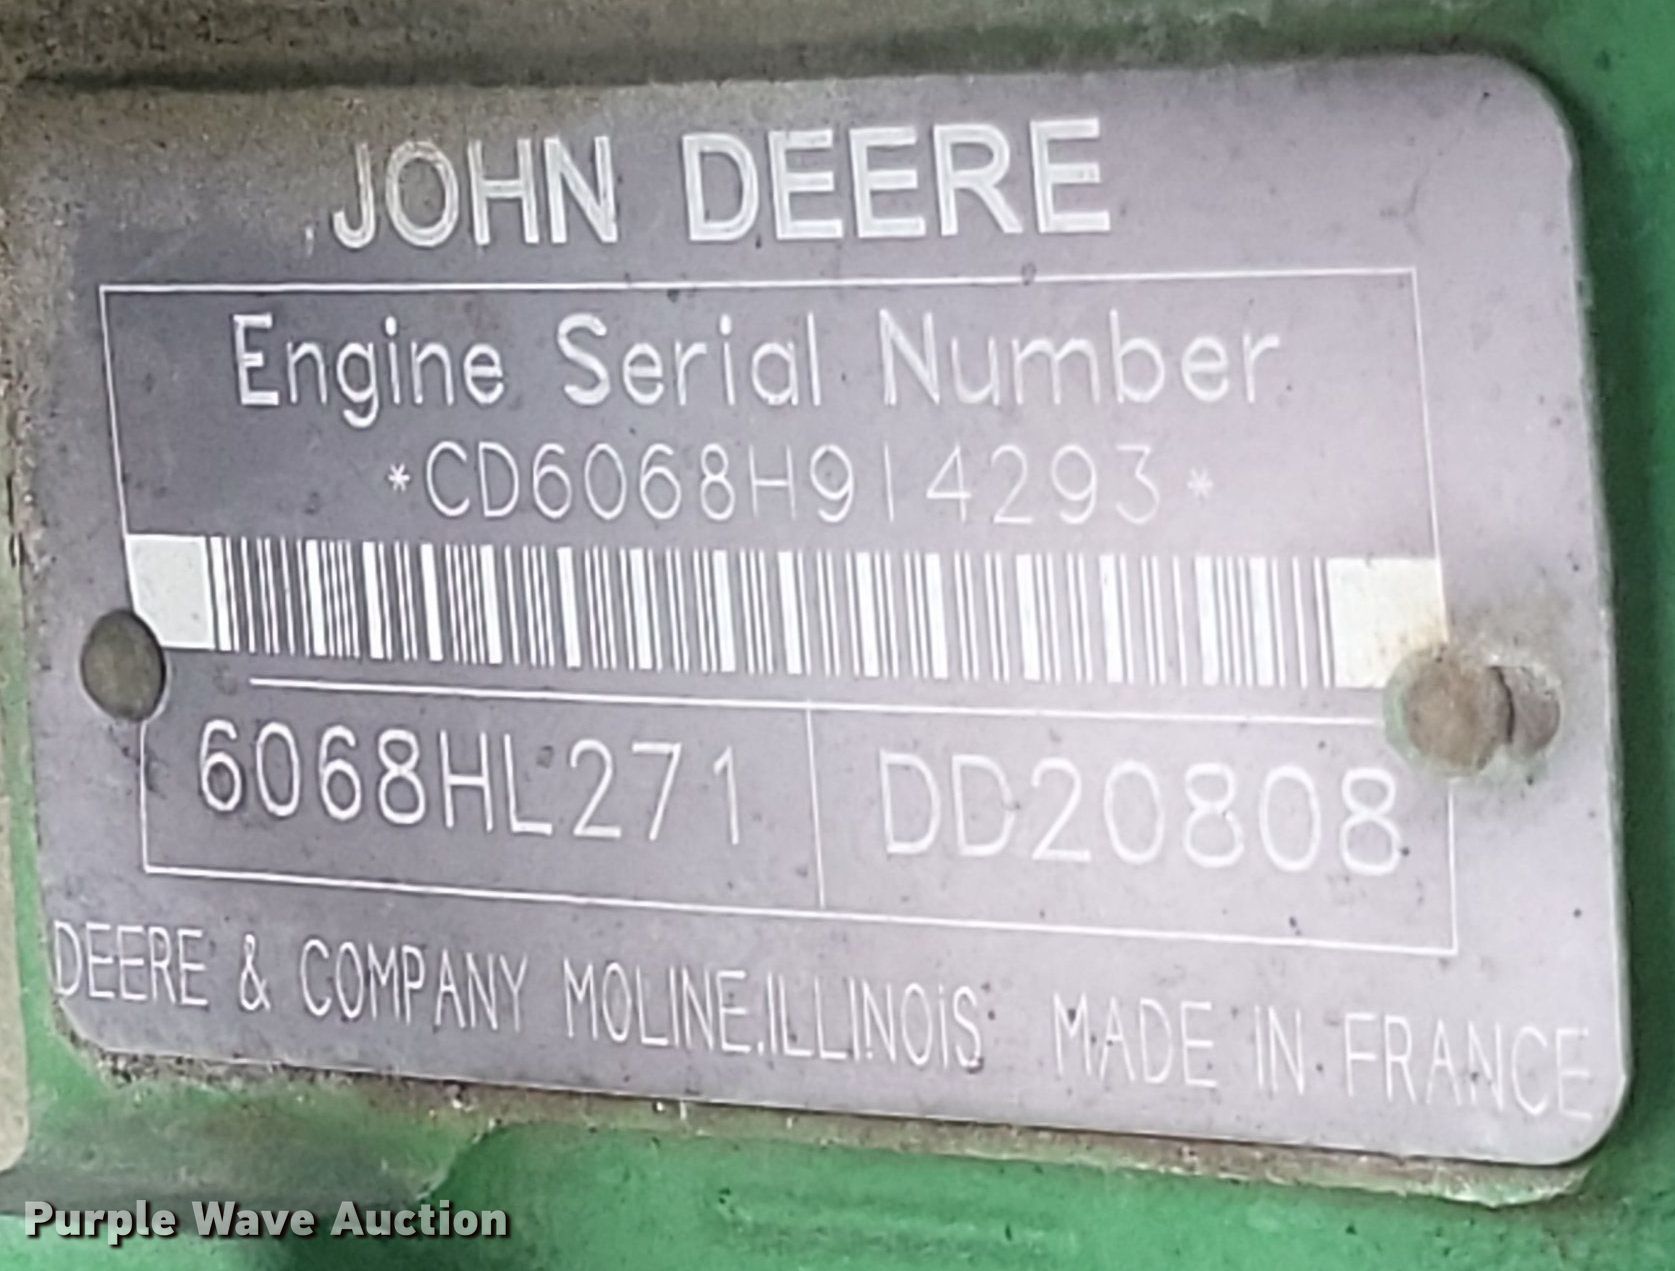 JOHN DEERE
Engine Serial Number
*CD6068H914293*
6068HL271 DD20808
DEERE & COMPANY MOLINE,ILLINOiS MADE IN FRANCE
Purple Wave Auction